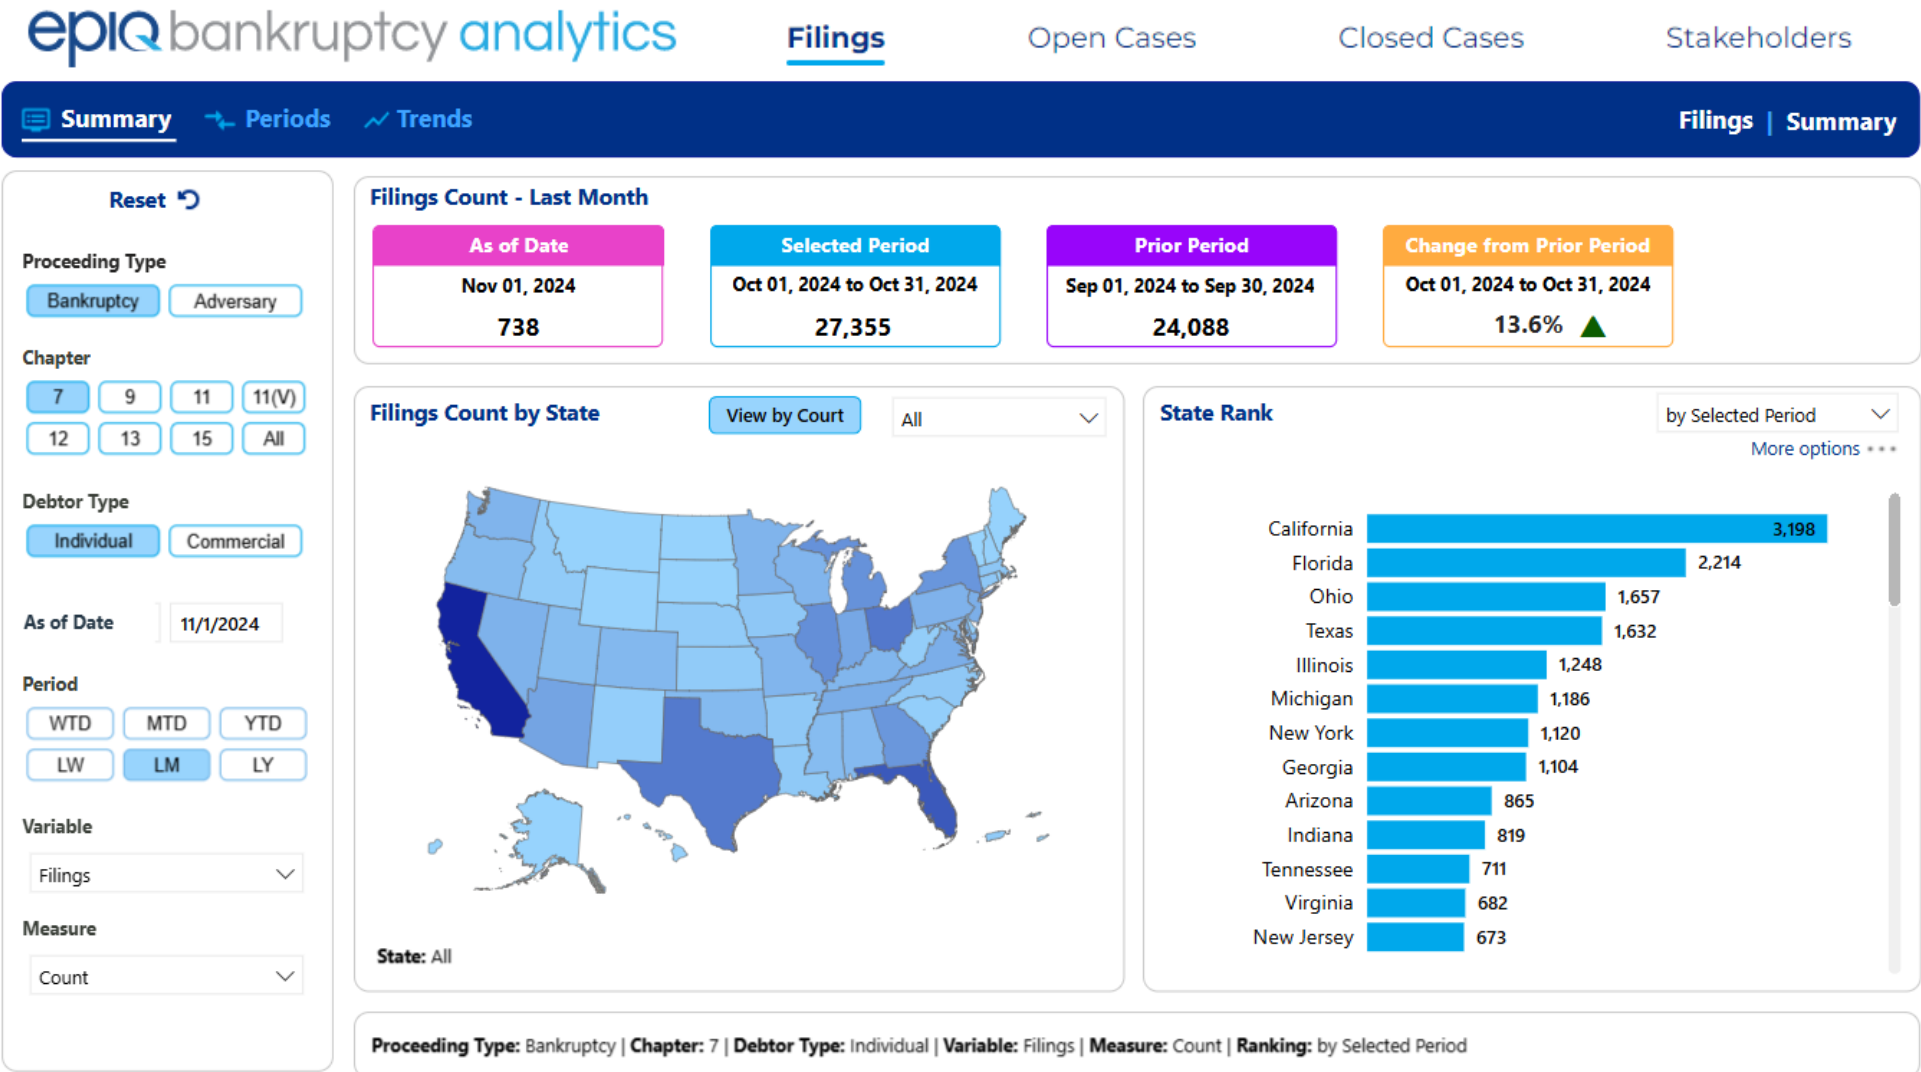 epiq bankruptcy analytics
Filings
Open Cases
Closed Cases
Stakeholders
Summary
Periods
Trends
Filings | Summary
Reset
Proceeding Type
Bankruptcy
Adversary
Chapter
7
9
11
11(V)
12
13
15
All
Debtor Type
Individual
Commercial
As of Date
11/1/2024
Period
WTD
MTD
YTD
LW
LM
LY
Variable
Filings
Measure
Count
Filings Count - Last Month
As of Date
Nov 01, 2024
738
Selected Period
Oct 01, 2024 to Oct 31, 2024
27,355
Prior Period
Sep 01, 2024 to Sep 30, 2024
24,088
Change from Prior Period
Oct 01, 2024 to Oct 31, 2024
13.6%
Filings Count by State
View by Court
All
State: All
State Rank
by Selected Period
More options
California 3,198
Florida 2,214
Ohio 1,657
Texas 1,632
Illinois 1,248
Michigan 1,186
New York 1,120
Georgia 1,104
Arizona 865
Indiana 819
Tennessee 711
Virginia 682
New Jersey 673
Proceeding Type: Bankruptcy | Chapter: 7 | Debtor Type: Individual | Variable: Filings | Measure: Count | Ranking: by Selected Period